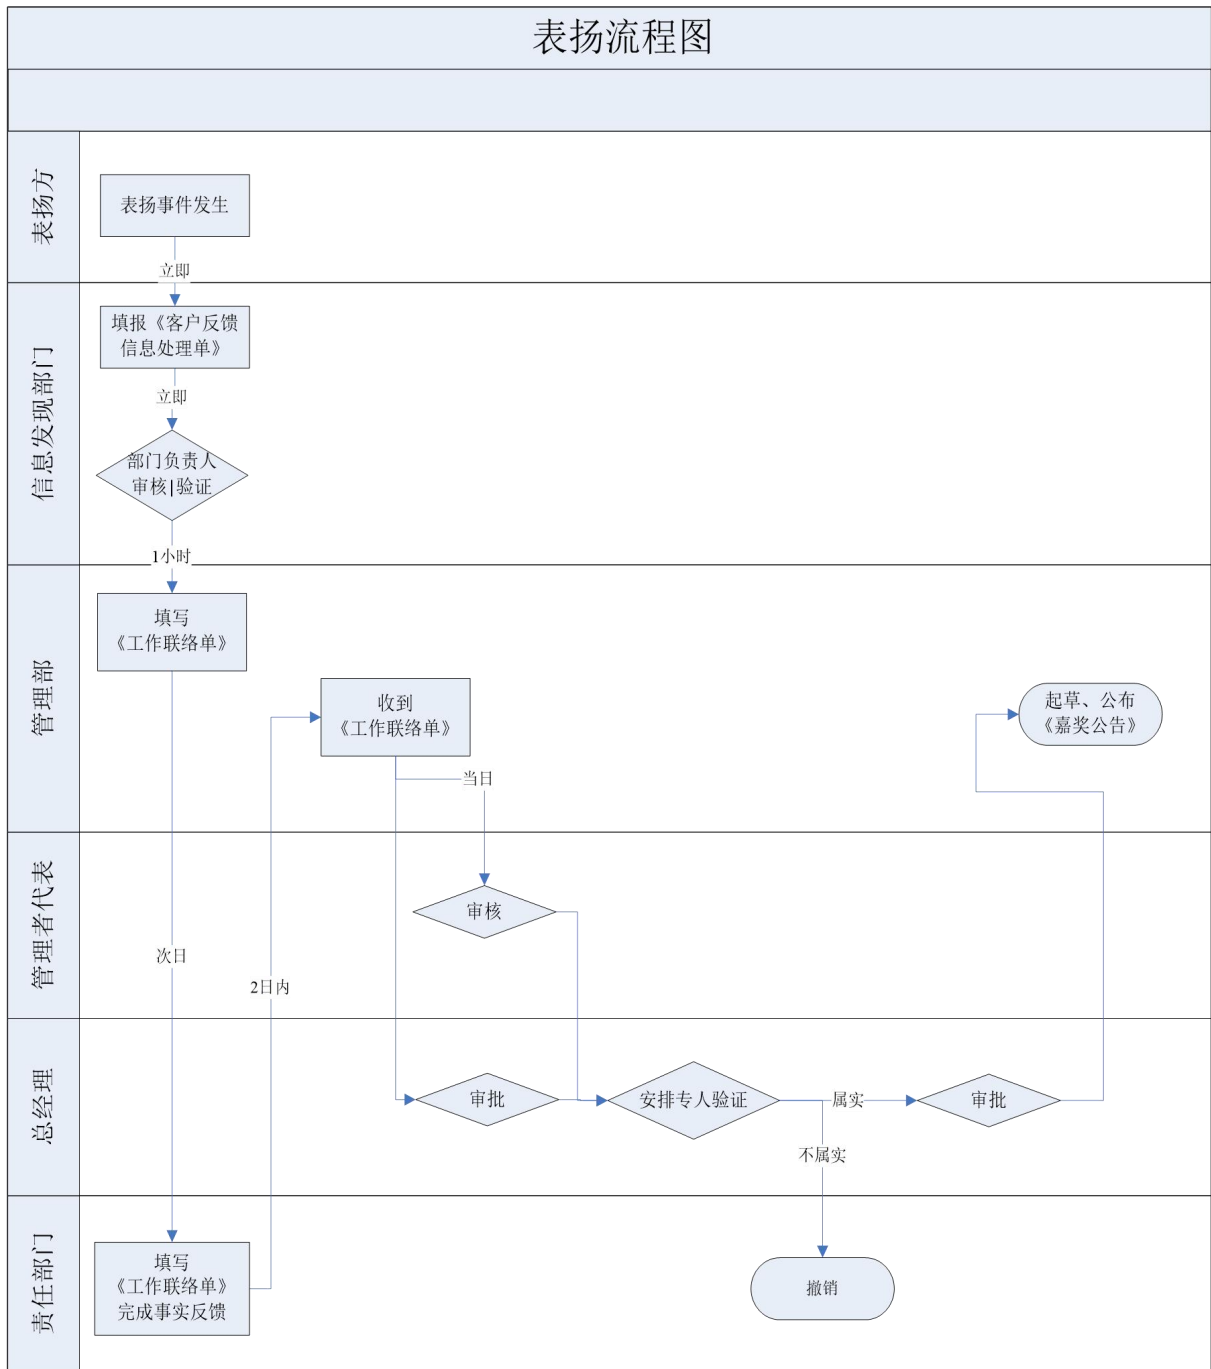 表扬流程图
表扬方
表扬事件发生
立即
信息发现部门
填报《客户反馈
信息处理单》
立即
部门负责人
审核|验证
1小时
管理部
填写
《工作联络单》
收到
《工作联络单》
当日
起草、公布
《嘉奖公告》
管理者代表
审核
次日
2日内
总经理
审批
安排专人验证
属实
审批
不属实
责任部门
填写
《工作联络单》
完成事实反馈
撤销